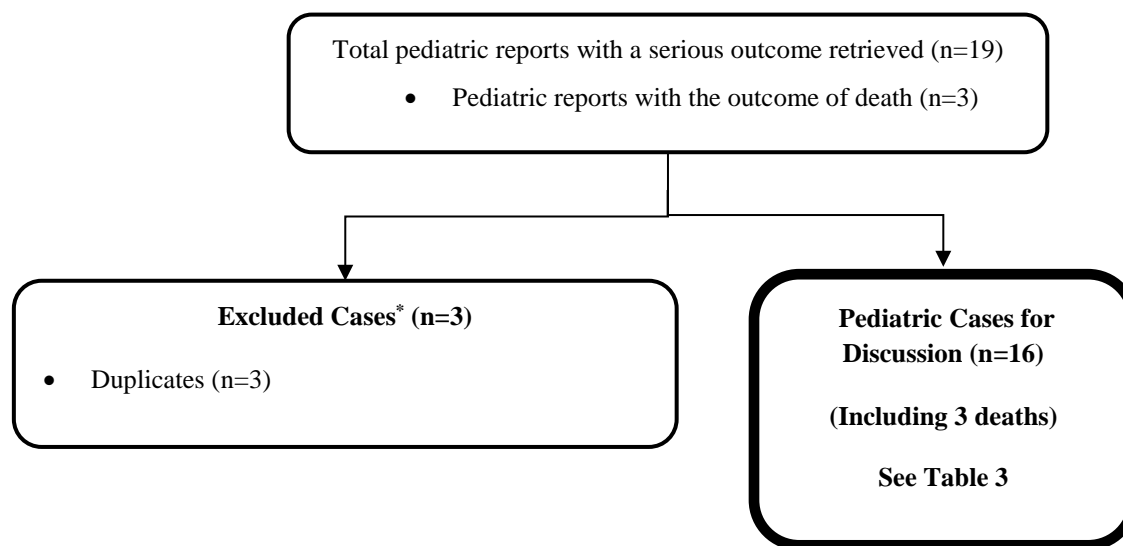 Total pediatric reports with a serious outcome retrieved (n=19)
• Pediatric reports with the outcome of death (n=3)
Excluded Cases* (n=3)
• Duplicates (n=3)
Pediatric Cases for
Discussion (n=16)
(Including 3 deaths)
See Table 3